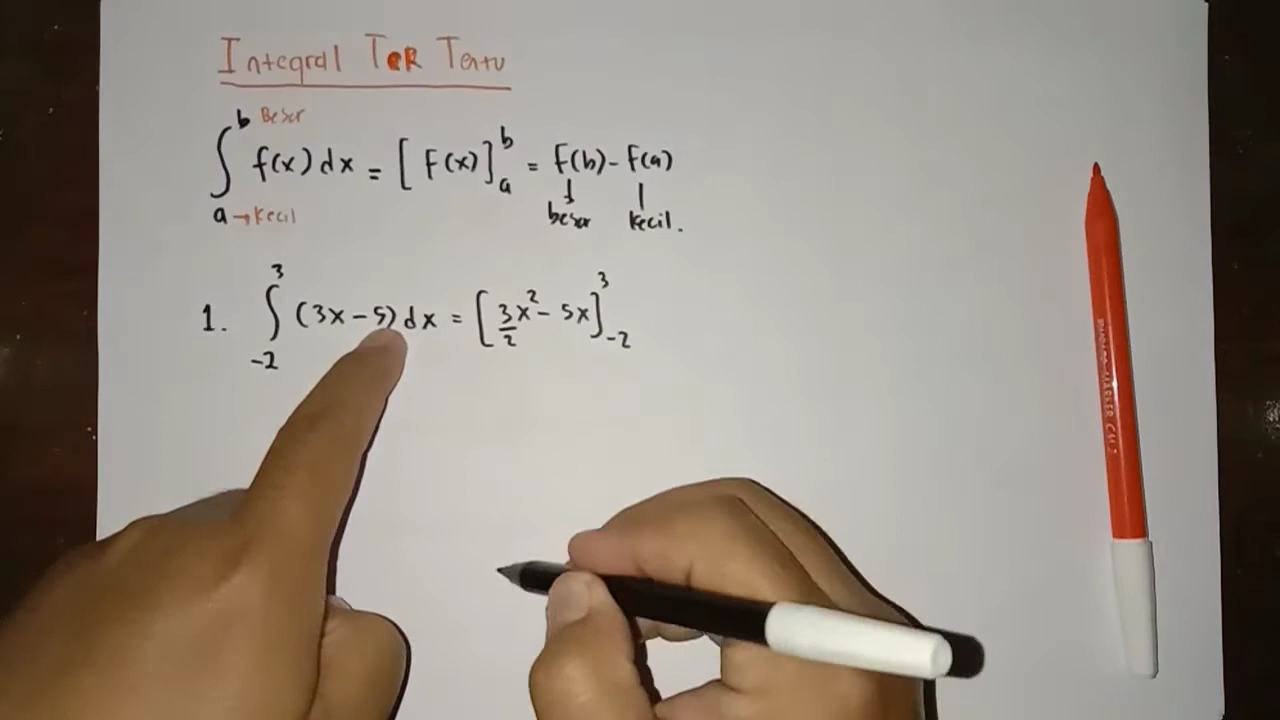 Integral TeR Tentu
b Besar
∫ f(x) dx = [ F(x) ]ₐᵇ = F(b) - F(a)
a → Kecil besar kecil.
1. ∫₋₂³ (3x - 5) dx = [ 3/2 x² - 5x ]₋₂³